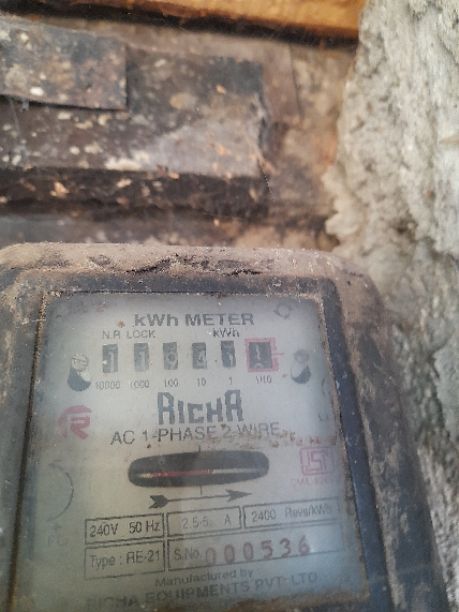 kWh METER
N.R. LOCK kWh
10000 1000 100 10 1 1/10
RICHA
AC 1-PHASE 2-WIRE
240V 50 Hz 2.5-5 A 2400 Revs/kWh
Type : RE-21 S.No. 000536
Manufactured by
RICHA EQUIPMENTS PVT. LTD